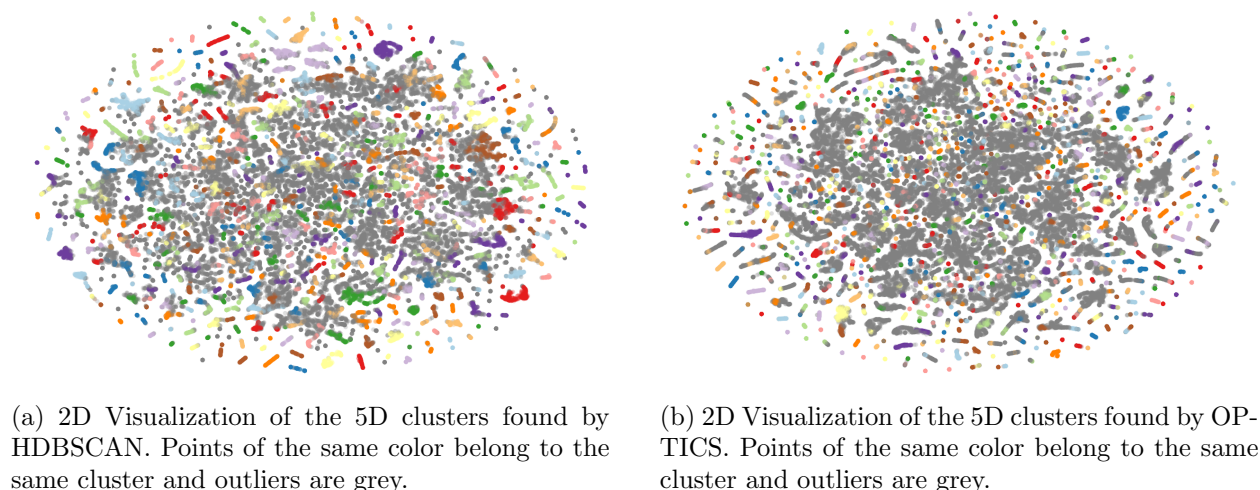 (a) 2D Visualization of the 5D clusters found by
HDBSCAN. Points of the same color belong to the
same cluster and outliers are grey.
(b) 2D Visualization of the 5D clusters found by OP-
TICS. Points of the same color belong to the same
cluster and outliers are grey.